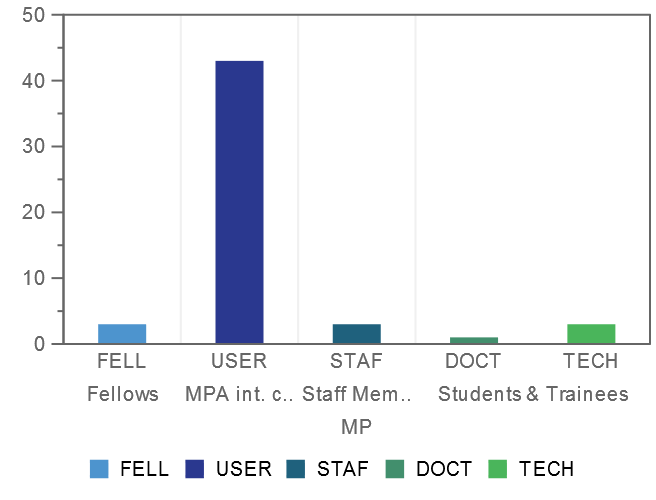 50
40
30
20
10
0
FELL USER STAF DOCT TECH
Fellows MPA int. c.. Staff Mem.. Students & Trainees
MP
FELL USER STAF DOCT TECH